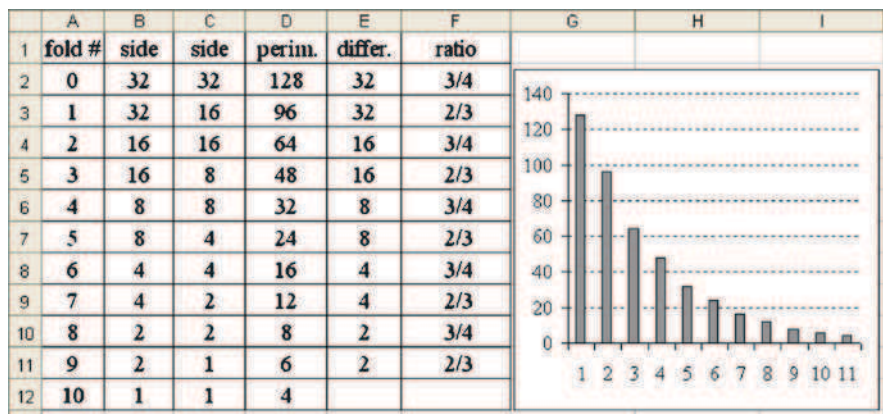 A B C D E F G H I
1 fold # side side perim. differ. ratio
2 0 32 32 128 32 3/4
3 1 32 16 96 32 2/3
4 2 16 16 64 16 3/4
5 3 16 8 48 16 2/3
6 4 8 8 32 8 3/4
7 5 8 4 24 8 2/3
8 6 4 4 16 4 3/4
9 7 4 2 12 4 2/3
10 8 2 2 8 2 3/4
11 9 2 1 6 2 2/3
12 10 1 1 4
140
120
100
80
60
40
20
0
1 2 3 4 5 6 7 8 9 10 11